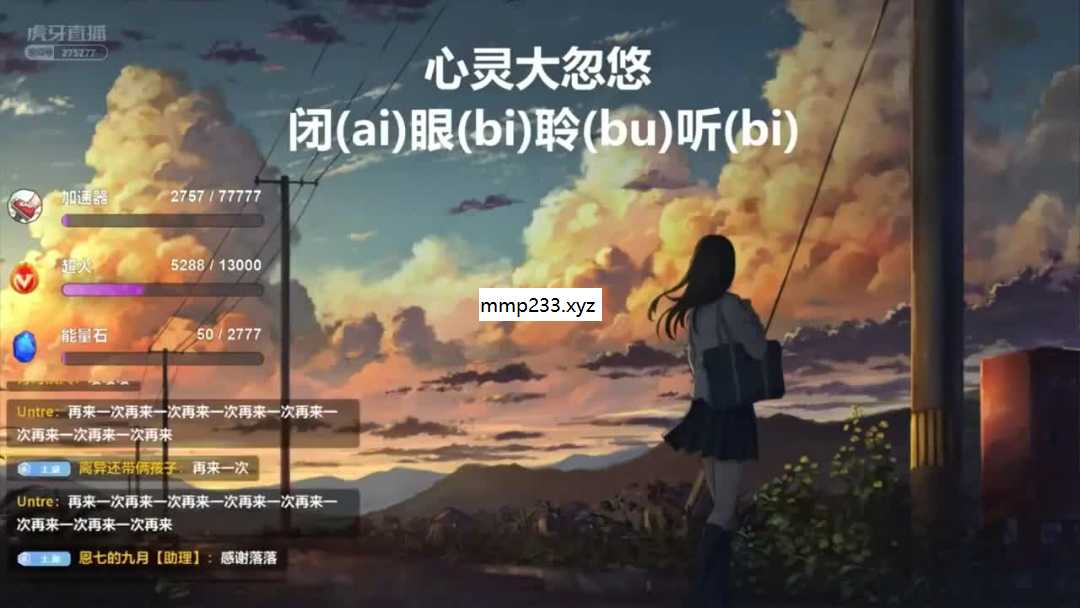 虎牙直播
275277
心灵大忽悠
闭(ai)眼(bi)聆(bu)听(bi)
加速器 2757 / 77777
超火 5288 / 13000
能量石 50 / 2777
mmp233.xyz
Untre：再来一次再来一次再来一次再来一次再来一
次再来一次再来一次再来
离异还带俩孩子：再来一次
Untre：再来一次再来一次再来一次再来一次再来一
次再来一次再来一次再来
恩七的九月【助理】：感谢落落